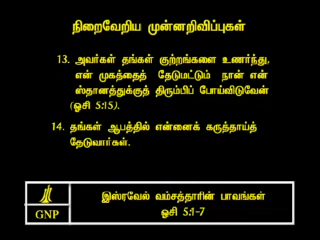 நிறைவேறிய முன்னறிவிப்புகள்
13. அவர்கள் தங்கள் குற்றங்களை உணர்ந்து,
என் முகத்தைத் தேடுமட்டும் நான் என்
ஸ்தானத்துக்குத் திரும்பிப் போய்விடுவேன்
(ஓசி 5:15).
14. தங்கள் ஆபத்தில் என்னைக் கருத்தாய்த்
தேடுவார்கள்.
இஸ்ரவேல் வம்சத்தாரின் பாவங்கள்
GNP
ஓசி 5:1-7